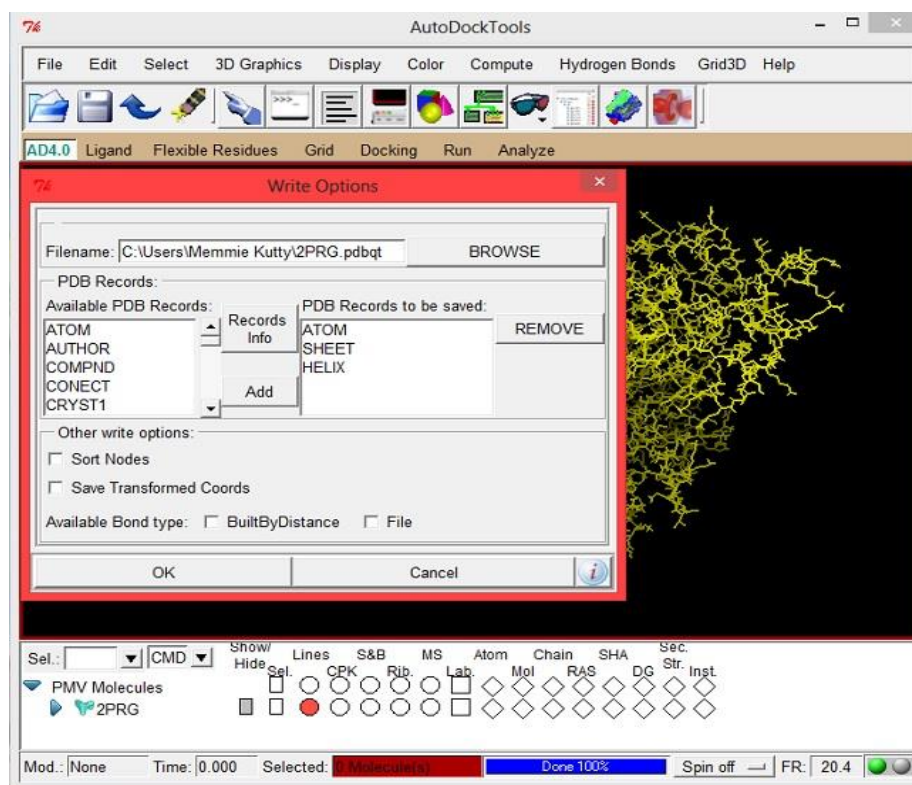 AutoDockTools
File Edit Select 3D Graphics Display Color Compute Hydrogen Bonds Grid3D Help
AD4.0 Ligand Flexible Residues Grid Docking Run Analyze
Write Options
Filename: C:\Users\Memmie Kutty\2PRG.pdbqt BROWSE
PDB Records:
Available PDB Records: PDB Records to be saved:
ATOM Records Info ATOM REMOVE
AUTHOR SHEET
COMPND HELIX
CONECT Add
CRYST1
Other write options:
Sort Nodes
Save Transformed Coords
Available Bond type: BuiltByDistance File
OK Cancel i
Sel.: CMD Show/Hide Sel. Lines CPK S&B Rib. MS Lab. Atom Mol Chain RAS SHA DG Sec. Str. Inst.
PMV Molecules
2PRG
Mod.: None Time: 0.000 Selected: 0 Molecule(s) Done 100% Spin off FR: 20.4